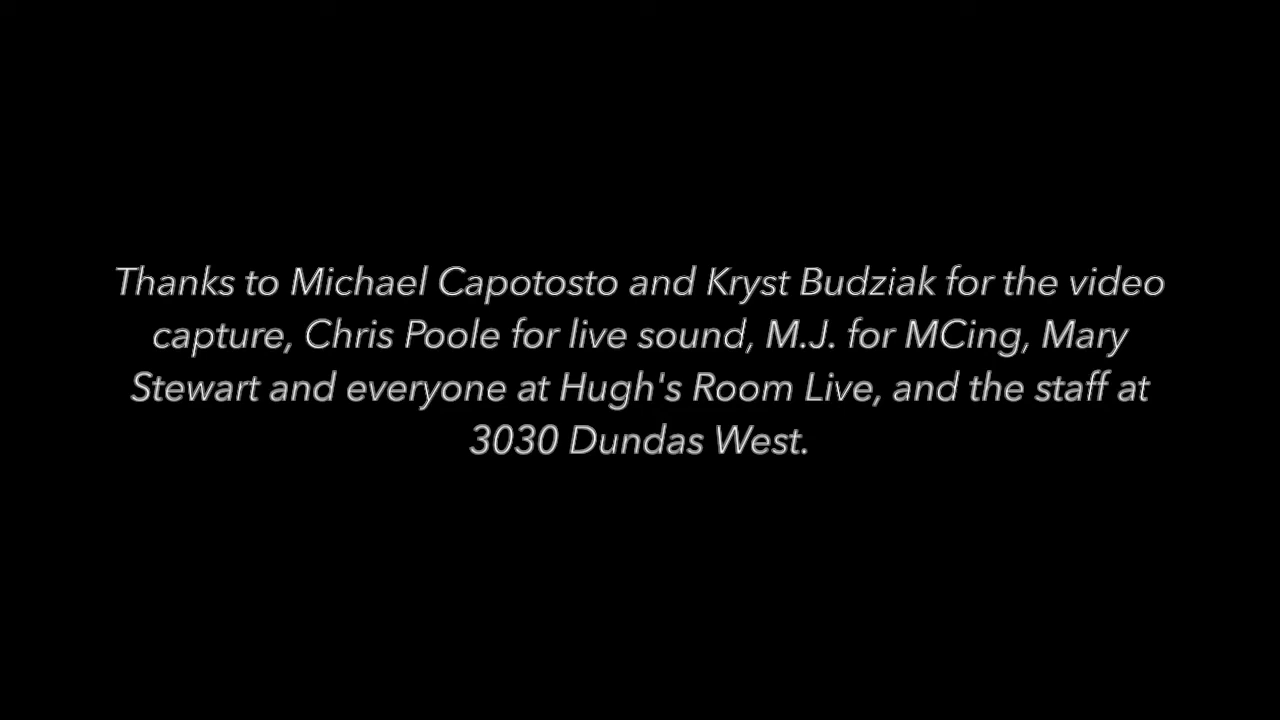 Thanks to Michael Capotosto and Kryst Budziak for the video
capture, Chris Poole for live sound, M.J. for MCing, Mary
Stewart and everyone at Hugh's Room Live, and the staff at
3030 Dundas West.